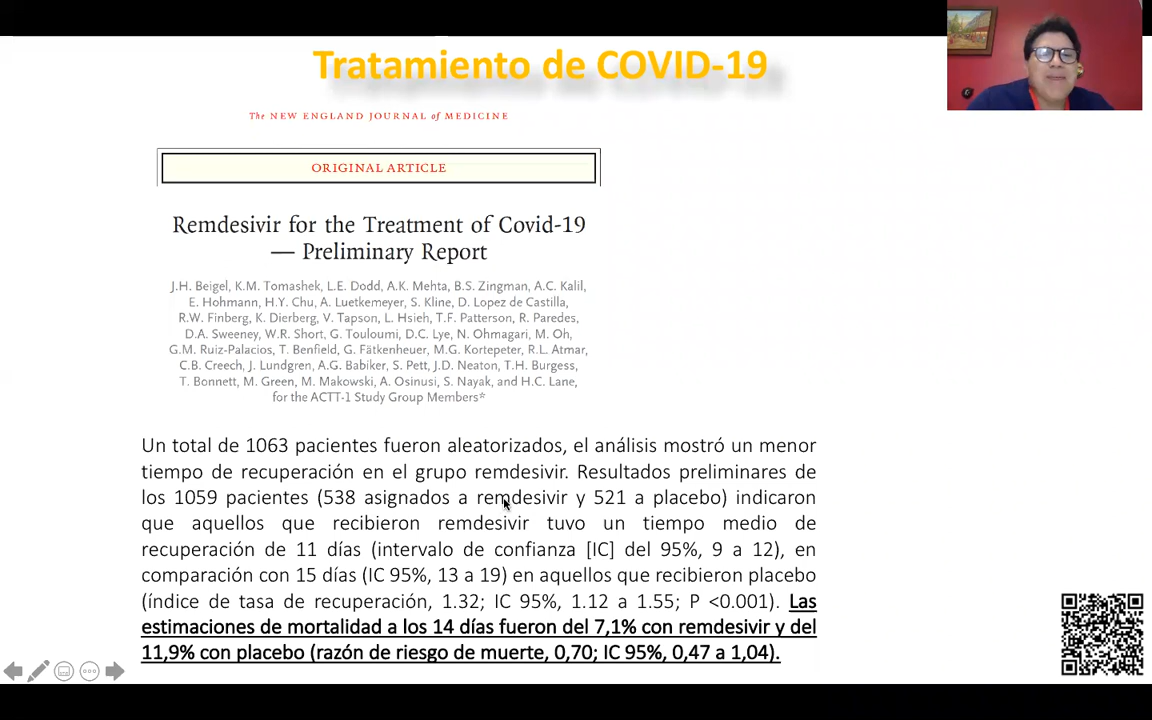 Tratamiento de COVID-19
The NEW ENGLAND JOURNAL of MEDICINE
ORIGINAL ARTICLE
Remdesivir for the Treatment of Covid-19
— Preliminary Report
J.H. Beigel, K.M. Tomashek, L.E. Dodd, A.K. Mehta, B.S. Zingman, A.C. Kalil,
E. Hohmann, H.Y. Chu, A. Luetkemeyer, S. Kline, D. Lopez de Castilla,
R.W. Finberg, K. Dierberg, V. Tapson, L. Hsieh, T.F. Patterson, R. Paredes,
D.A. Sweeney, W.R. Short, G. Touloumi, D.C. Lye, N. Ohmagari, M. Oh,
G.M. Ruiz-Palacios, T. Benfield, G. Fätkenheuer, M.G. Kortepeter, R.L. Atmar,
C.B. Creech, J. Lundgren, A.G. Babiker, S. Pett, J.D. Neaton, T.H. Burgess,
T. Bonnett, M. Green, M. Makowski, A. Osinusi, S. Nayak, and H.C. Lane,
for the ACTT-1 Study Group Members*
Un total de 1063 pacientes fueron aleatorizados, el análisis mostró un menor
tiempo de recuperación en el grupo remdesivir. Resultados preliminares de
los 1059 pacientes (538 asignados a remdesivir y 521 a placebo) indicaron
que aquellos que recibieron remdesivir tuvo un tiempo medio de
recuperación de 11 días (intervalo de confianza [IC] del 95%, 9 a 12), en
comparación con 15 días (IC 95%, 13 a 19) en aquellos que recibieron placebo
(índice de tasa de recuperación, 1.32; IC 95%, 1.12 a 1.55; P <0.001). Las
estimaciones de mortalidad a los 14 días fueron del 7,1% con remdesivir y del
11,9% con placebo (razón de riesgo de muerte, 0,70; IC 95%, 0,47 a 1,04).